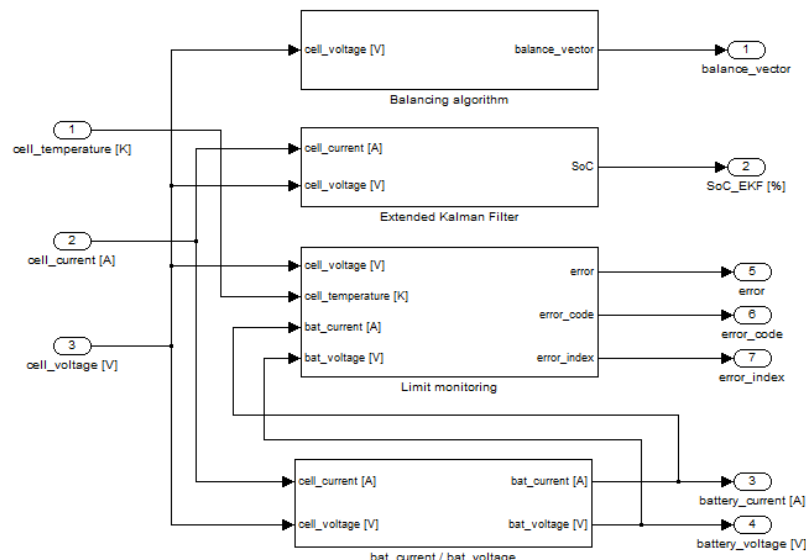 cell_voltage [V]
balance_vector
1
balance_vector
Balancing algorithm
1
cell_temperature [K]
cell_current [A]
cell_voltage [V]
SoC
2
SoC_EKF [%]
Extended Kalman Filter
2
cell_current [A]
cell_voltage [V]
cell_temperature [K]
bat_current [A]
bat_voltage [V]
error
error_code
error_index
5
error
6
error_code
7
error_index
Limit monitoring
3
cell_voltage [V]
cell_current [A]
cell_voltage [V]
bat_current [A]
bat_voltage [V]
3
battery_current [A]
4
battery_voltage [V]
bat_current / bat_voltage